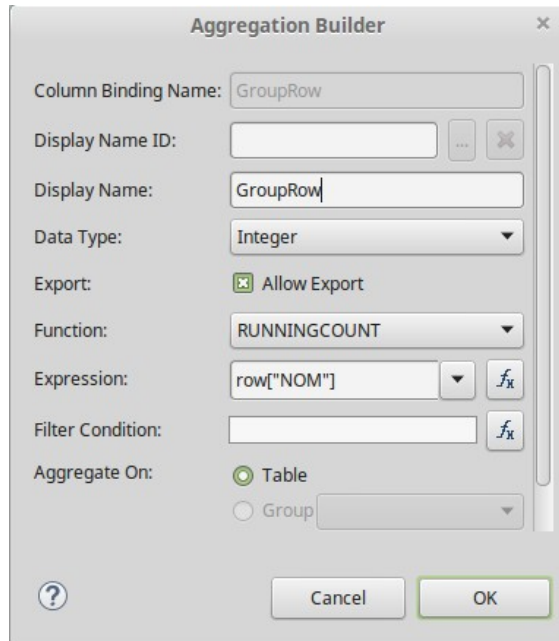 Aggregation Builder ×
Column Binding Name: GroupRow
Display Name ID: ...
Display Name: GroupRow
Data Type: Integer
Export: Allow Export
Function: RUNNINGCOUNT
Expression: row["NOM"] fx
Filter Condition: fx
Aggregate On: Table
Group
? Cancel OK